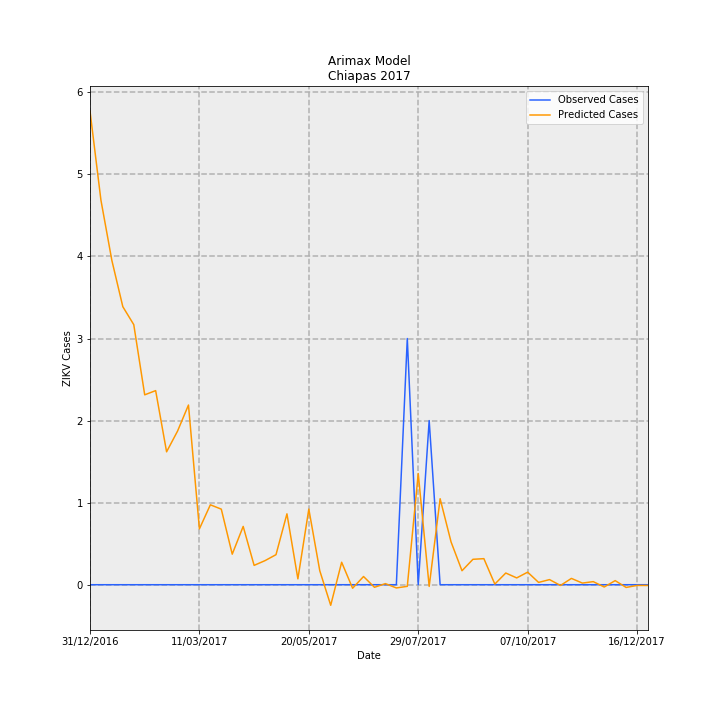 Arimax Model
Chiapas 2017
Observed Cases
Predicted Cases
6
5
4
3
2
1
0
ZIKV Cases
31/12/2016 11/03/2017 20/05/2017 29/07/2017 07/10/2017 16/12/2017
Date